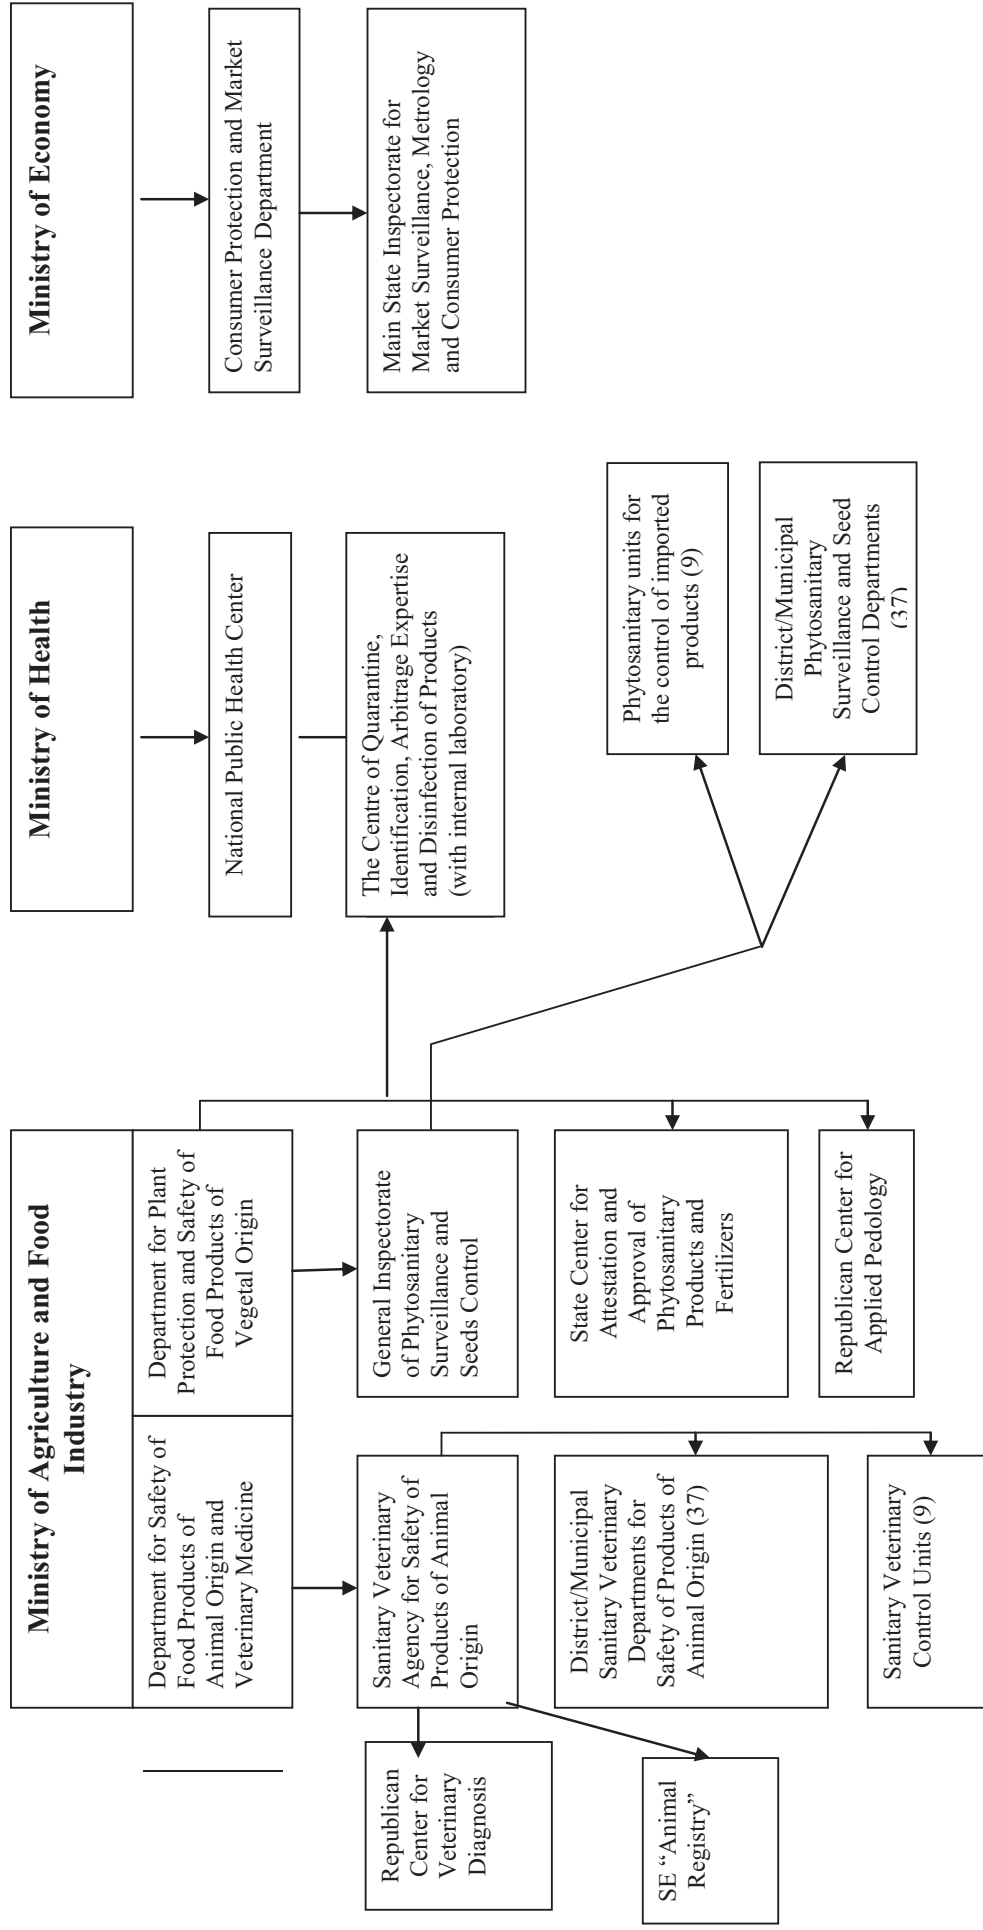 Ministry of Agriculture and Food
Industry
Department for Safety of
Food Products of
Animal Origin and
Veterinary Medicine
Department for Plant
Protection and Safety of
Food Products of
Vegetal Origin
Republican
Center for
Veterinary
Diagnosis
SE “Animal
Registry”
Sanitary Veterinary
Agency for Safety of
Products of Animal
Origin
District/Municipal
Sanitary Veterinary
Departments for
Safety of Products of
Animal Origin (37)
Sanitary Veterinary
Control Units (9)
General Inspectorate
of Phytosanitary
Surveillance and
Seeds Control
State Center for
Attestation and
Approval of
Phytosanitary
Products and
Fertilizers
Republican Center for
Applied Pedology
Ministry of Health
National Public Health Center
The Centre of Quarantine,
Identification, Arbitrage Expertise
and Disinfection of Products
(with internal laboratory)
Phytosanitary units for
the control of imported
products (9)
District/Municipal
Phytosanitary
Surveillance and Seed
Control Departments
(37)
Ministry of Economy
Consumer Protection and Market
Surveillance Department
Main State Inspectorate for
Market Surveillance, Metrology
and Consumer Protection